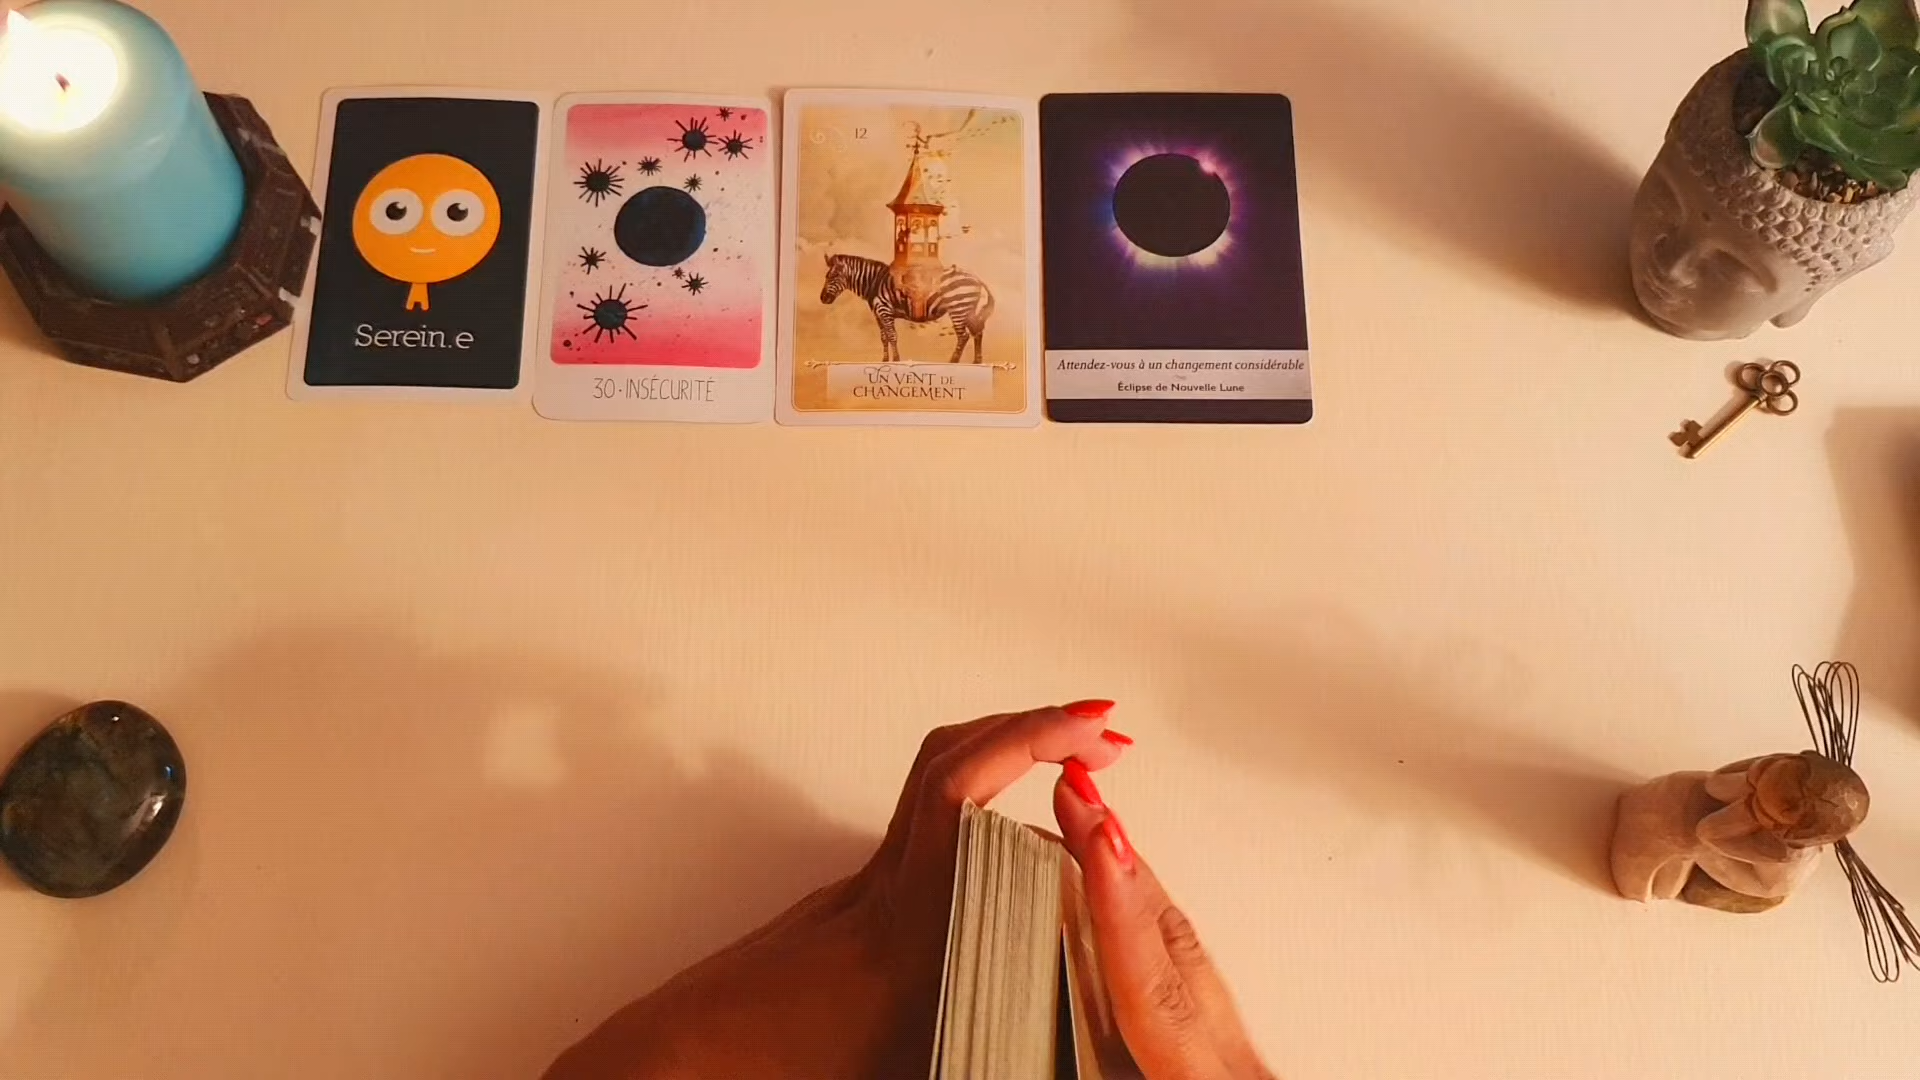 Serein.e
30 · INSÉCURITÉ
12
UN VENT DE
CHANGEMENT
Attendez-vous à un changement considérable
Éclipse de Nouvelle Lune